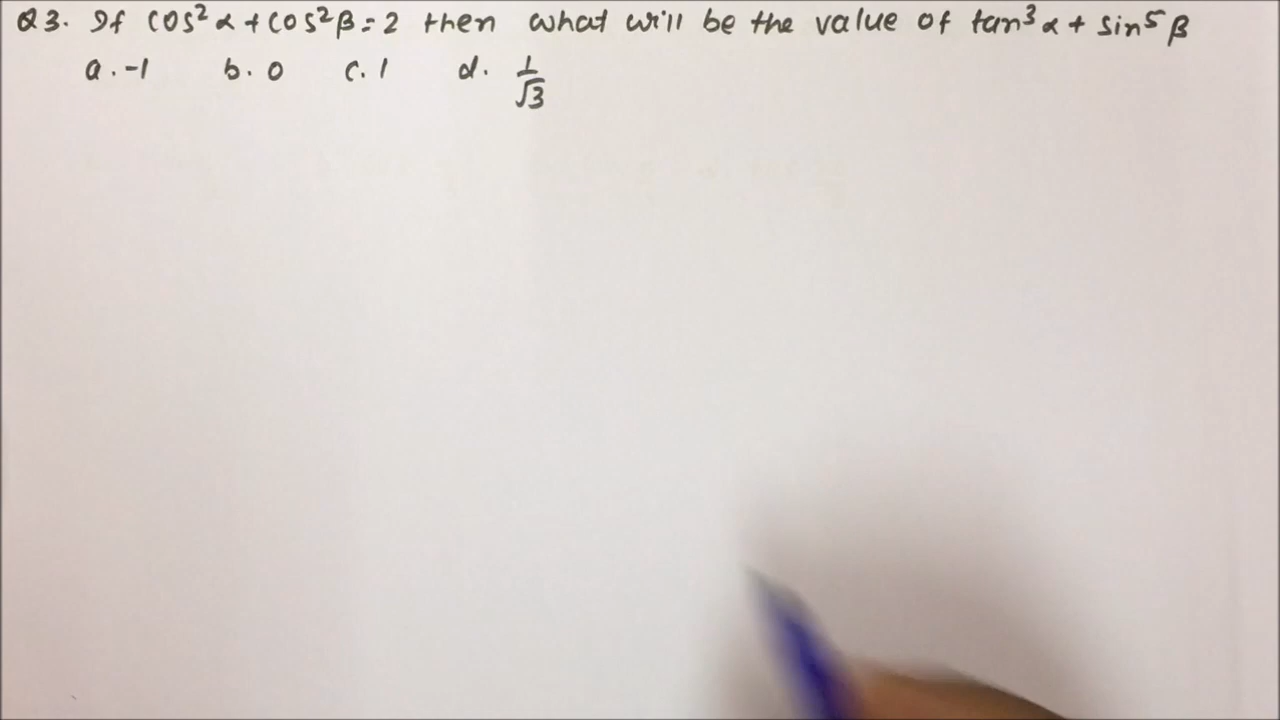 Q3. If cos²α + cos²β = 2 then what will be the value of tan³α + sin⁵β
a. -1 b. 0 c. 1 d. 1/√3